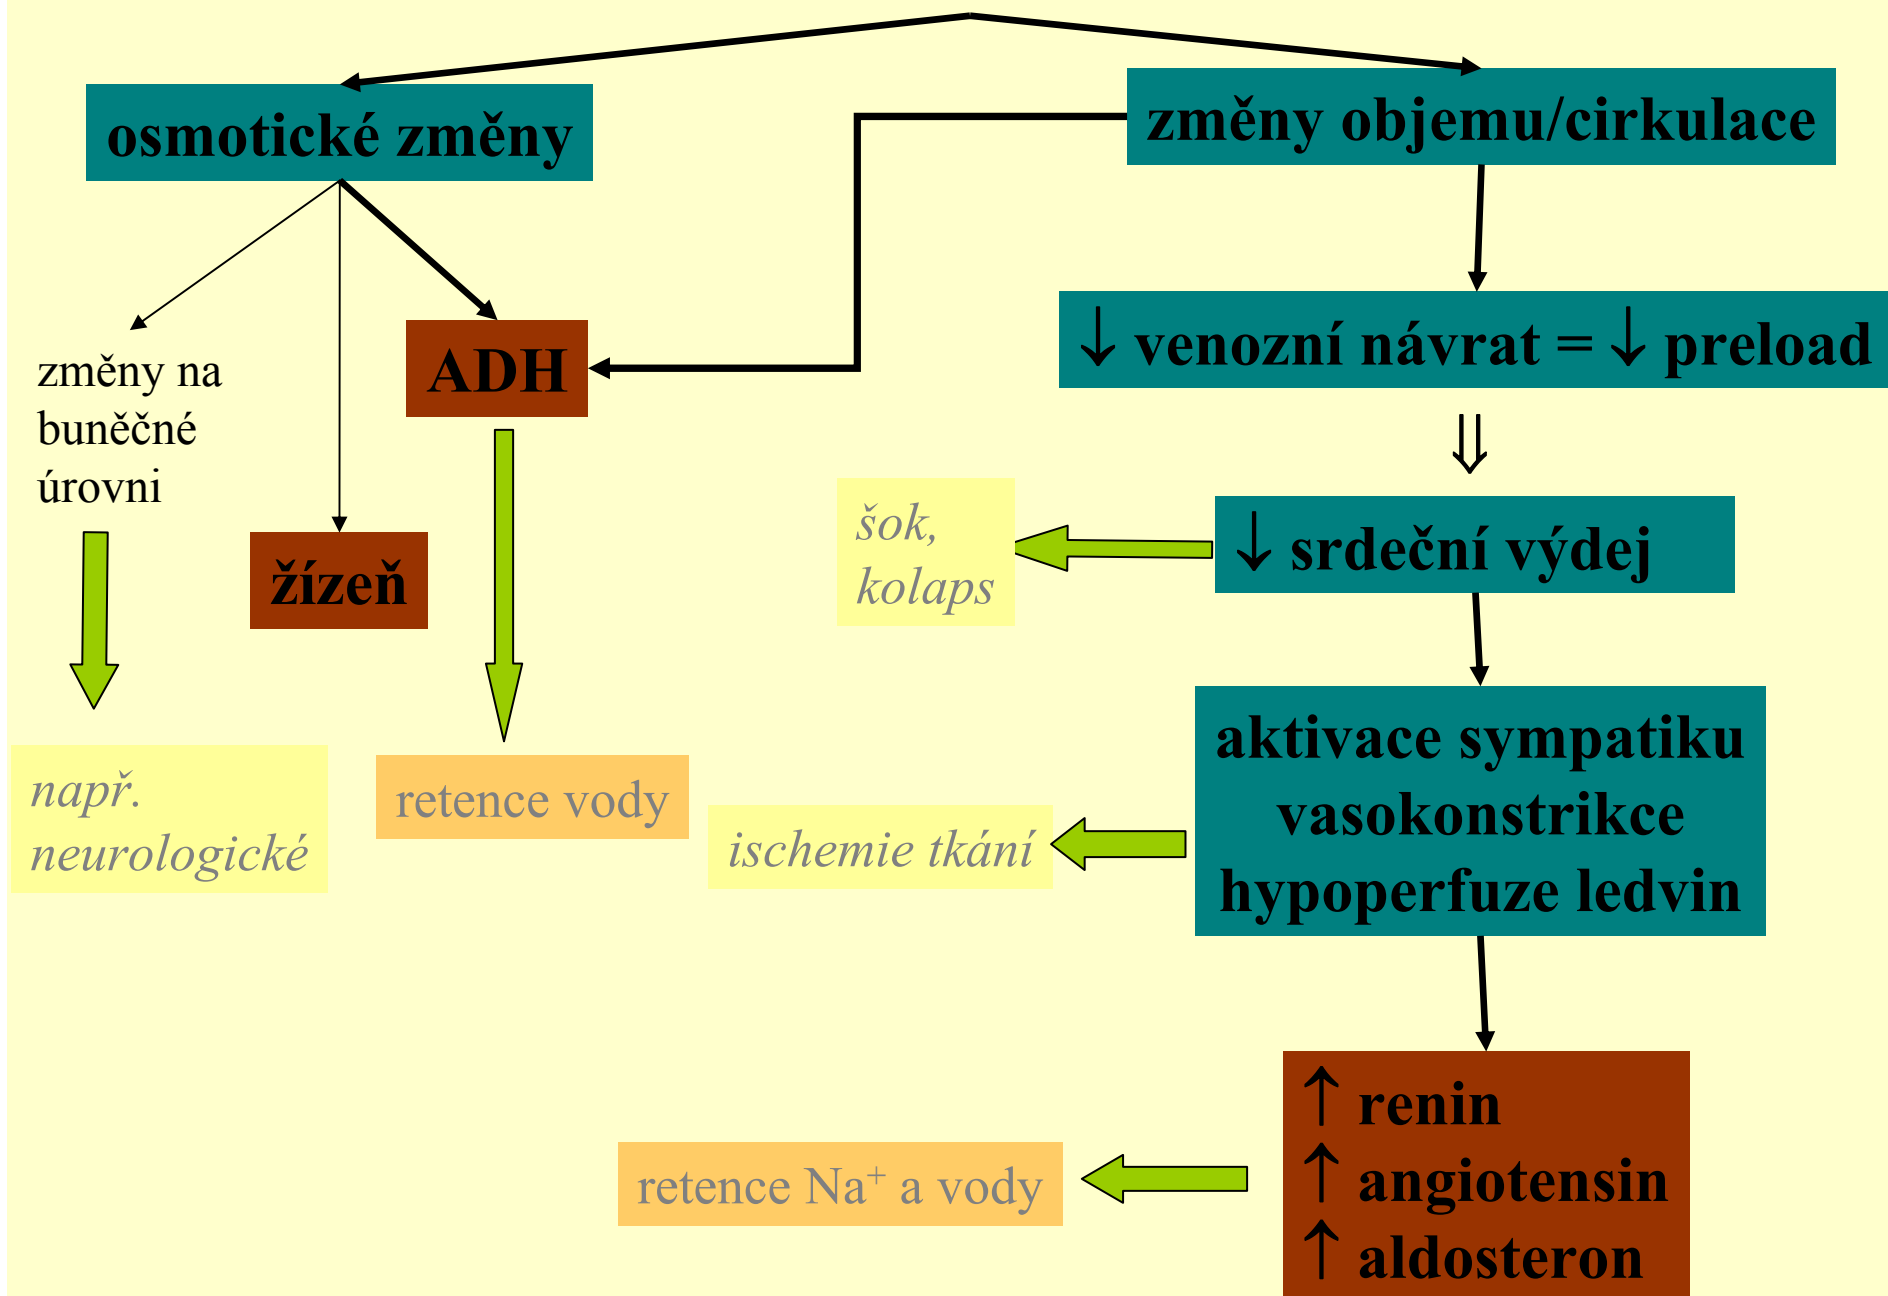 osmotické změny
změny objemu/cirkulace
↓ venozní návrat = ↓ preload
ADH
změny na
buněčné
úrovni
žízeň
šok,
kolaps
↓ srdeční výdej
aktivace sympatiku
vasokonstrikce
hypoperfuze ledvin
např.
neurologické
retence vody
ischemie tkání
↑ renin
↑ angiotensin
↑ aldosteron
retence Na⁺ a vody